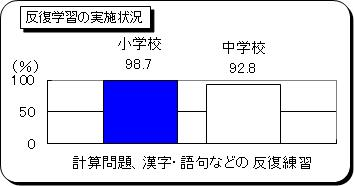 反復学習の実施状況
小学校 中学校
98.7 92.8
(%)
100
50
0
計算問題、漢字・語句などの反復練習